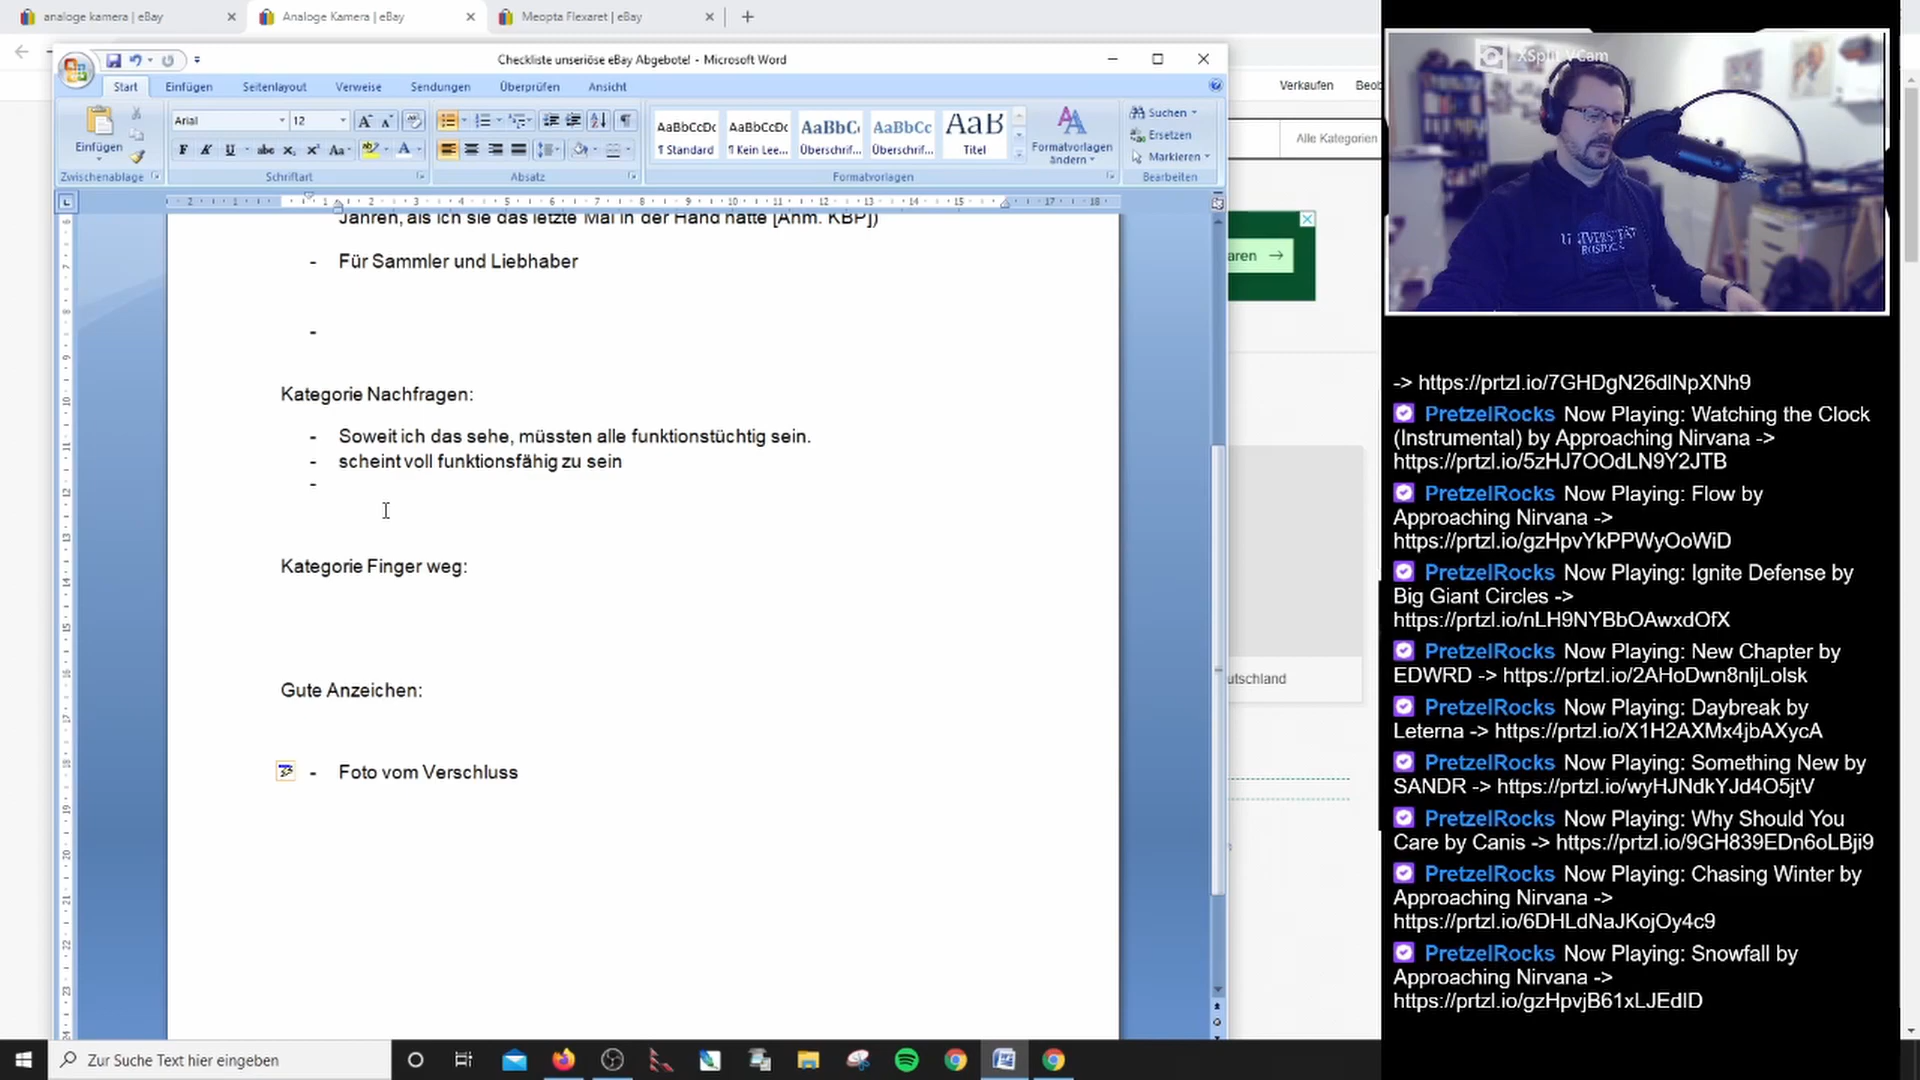 analoge kamera | eBay
Analoge Kamera | eBay
Meopta Flexaret | eBay
Checkliste unseriöse eBay Abgebote! - Microsoft Word
Start Einfügen Seitenlayout Verweise Sendungen Überprüfen Ansicht
Einfügen
Zwischenablage
Arial 12
F K U abc
Schriftart
Absatz
AaBbCcDc AaBbCcDc AaBbC AaBbCc AaB
¶ Standard ¶ Kein Lee... Überschrif... Überschrif... Titel
Formatvorlagen ändern
Formatvorlagen
Suchen
Ersetzen
Markieren
Bearbeiten
Jahren, als ich sie das letzte Mal in der Hand hatte [Anm. KBP])
- Für Sammler und Liebhaber
-
Kategorie Nachfragen:
- Soweit ich das sehe, müssten alle funktionstüchtig sein.
- scheint voll funktionsfähig zu sein
-
Kategorie Finger weg:
Gute Anzeichen:
- Foto vom Verschluss
Verkaufen Beob
Alle Kategorien
aren →
utschland
XSplit VCam
UNIVERSITÄT
ROSTOCK
-> https://prtzl.io/7GHDgN26dlNpXNh9
PretzelRocks Now Playing: Watching the Clock
(Instrumental) by Approaching Nirvana ->
https://prtzl.io/5zHJ7OOdLN9Y2JTB
PretzelRocks Now Playing: Flow by
Approaching Nirvana ->
https://prtzl.io/gzHpvYkPPWyOoWiD
PretzelRocks Now Playing: Ignite Defense by
Big Giant Circles ->
https://prtzl.io/nLH9NYBbOAwxdOfX
PretzelRocks Now Playing: New Chapter by
EDWRD -> https://prtzl.io/2AHoDwn8nljLolsk
PretzelRocks Now Playing: Daybreak by
Leterna -> https://prtzl.io/X1H2AXMx4jbAXycA
PretzelRocks Now Playing: Something New by
SANDR -> https://prtzl.io/wyHJNdkYJd4O5jtV
PretzelRocks Now Playing: Why Should You
Care by Canis -> https://prtzl.io/9GH839EDn6oLBji9
PretzelRocks Now Playing: Chasing Winter by
Approaching Nirvana ->
https://prtzl.io/6DHLdNaJKojOy4c9
PretzelRocks Now Playing: Snowfall by
Approaching Nirvana ->
https://prtzl.io/gzHpvjB61xLJEdID
Zur Suche Text hier eingeben